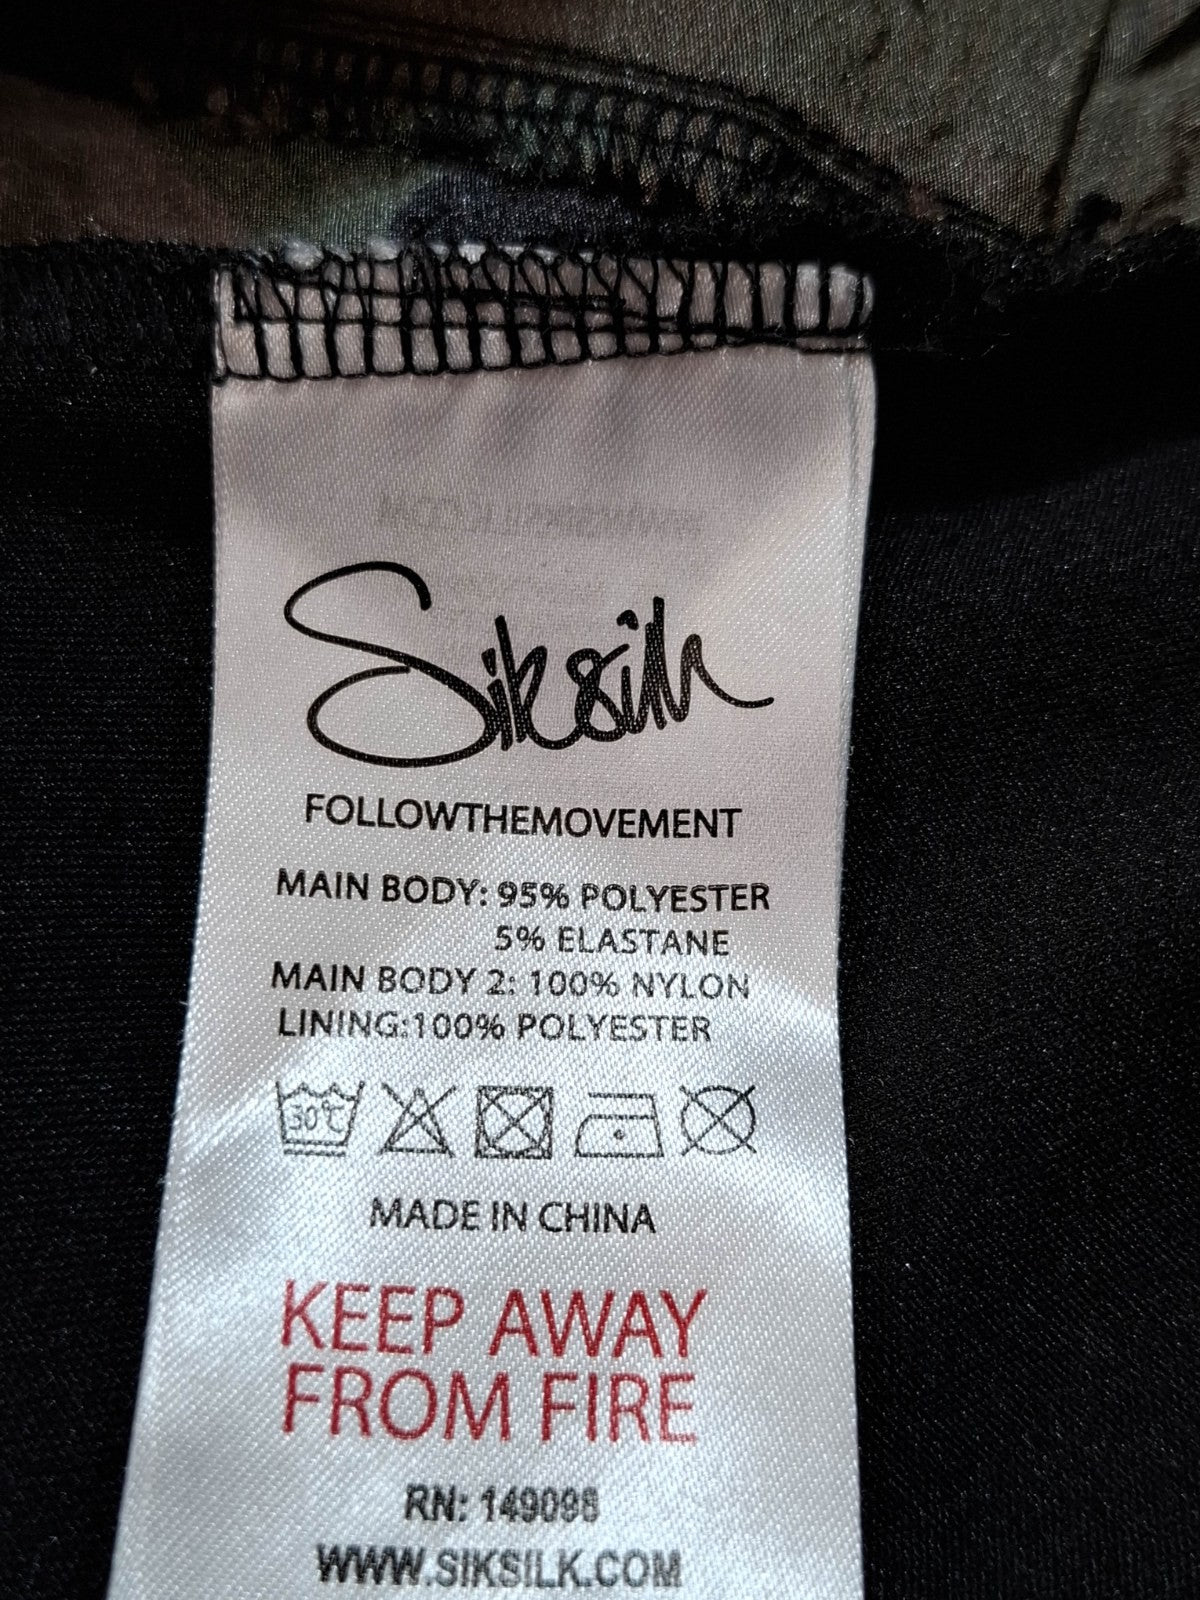 SikSilk
FOLLOWTHEMOVEMENT
MAIN BODY: 95% POLYESTER
5% ELASTANE
MAIN BODY 2: 100% NYLON
LINING:100% POLYESTER
30°C
MADE IN CHINA
KEEP AWAY
FROM FIRE
RN: 149098
WWW.SIKSILK.COM